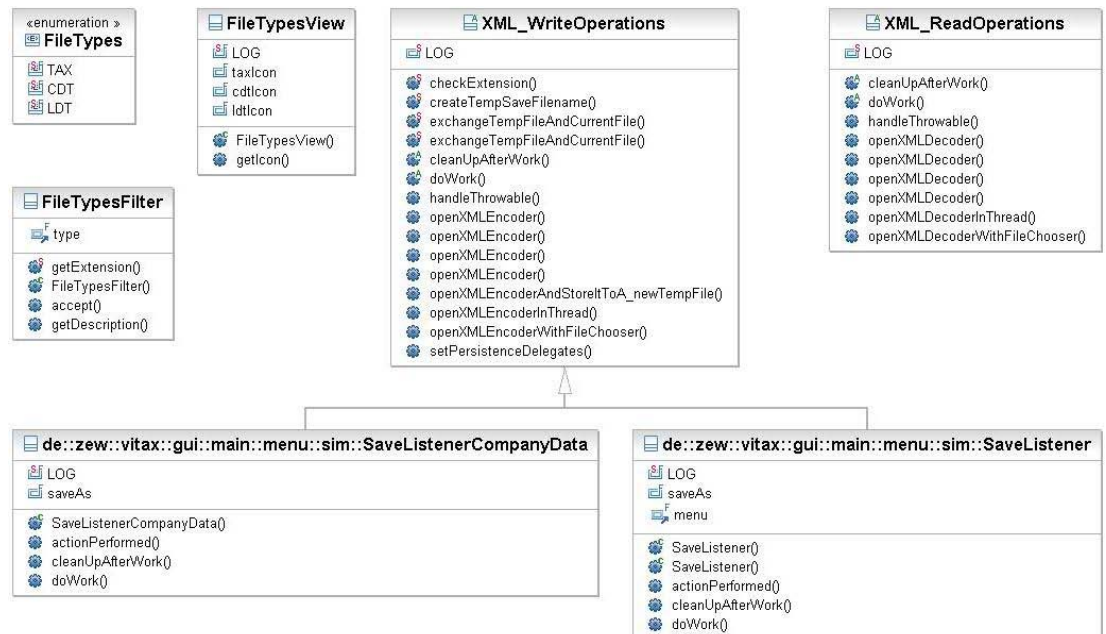 «enumeration »
FileTypes
TAX
CDT
LDT
FileTypesView
LOG
taxIcon
cdtIcon
ldtIcon
FileTypesView()
getIcon()
FileTypesFilter
type
getExtension()
FileTypesFilter()
accept()
getDescription()
XML_WriteOperations
LOG
checkExtension()
createTempSaveFilename()
exchangeTempFileAndCurrentFile()
exchangeTempFileAndCurrentFile()
cleanUpAfterWork()
doWork()
handleThrowable()
openXMLEncoder()
openXMLEncoder()
openXMLEncoder()
openXMLEncoder()
openXMLEncoderAndStoreItToA_newTempFile()
openXMLEncoderInThread()
openXMLEncoderWithFileChooser()
setPersistenceDelegates()
XML_ReadOperations
LOG
cleanUpAfterWork()
doWork()
handleThrowable()
openXMLDecoder()
openXMLDecoder()
openXMLDecoder()
openXMLDecoder()
openXMLDecoderInThread()
openXMLDecoderWithFileChooser()
de::zew::vitax::gui::main::menu::sim::SaveListenerCompanyData
LOG
saveAs
SaveListenerCompanyData()
actionPerformed()
cleanUpAfterWork()
doWork()
de::zew::vitax::gui::main::menu::sim::SaveListener
LOG
saveAs
menu
SaveListener()
SaveListener()
actionPerformed()
cleanUpAfterWork()
doWork()